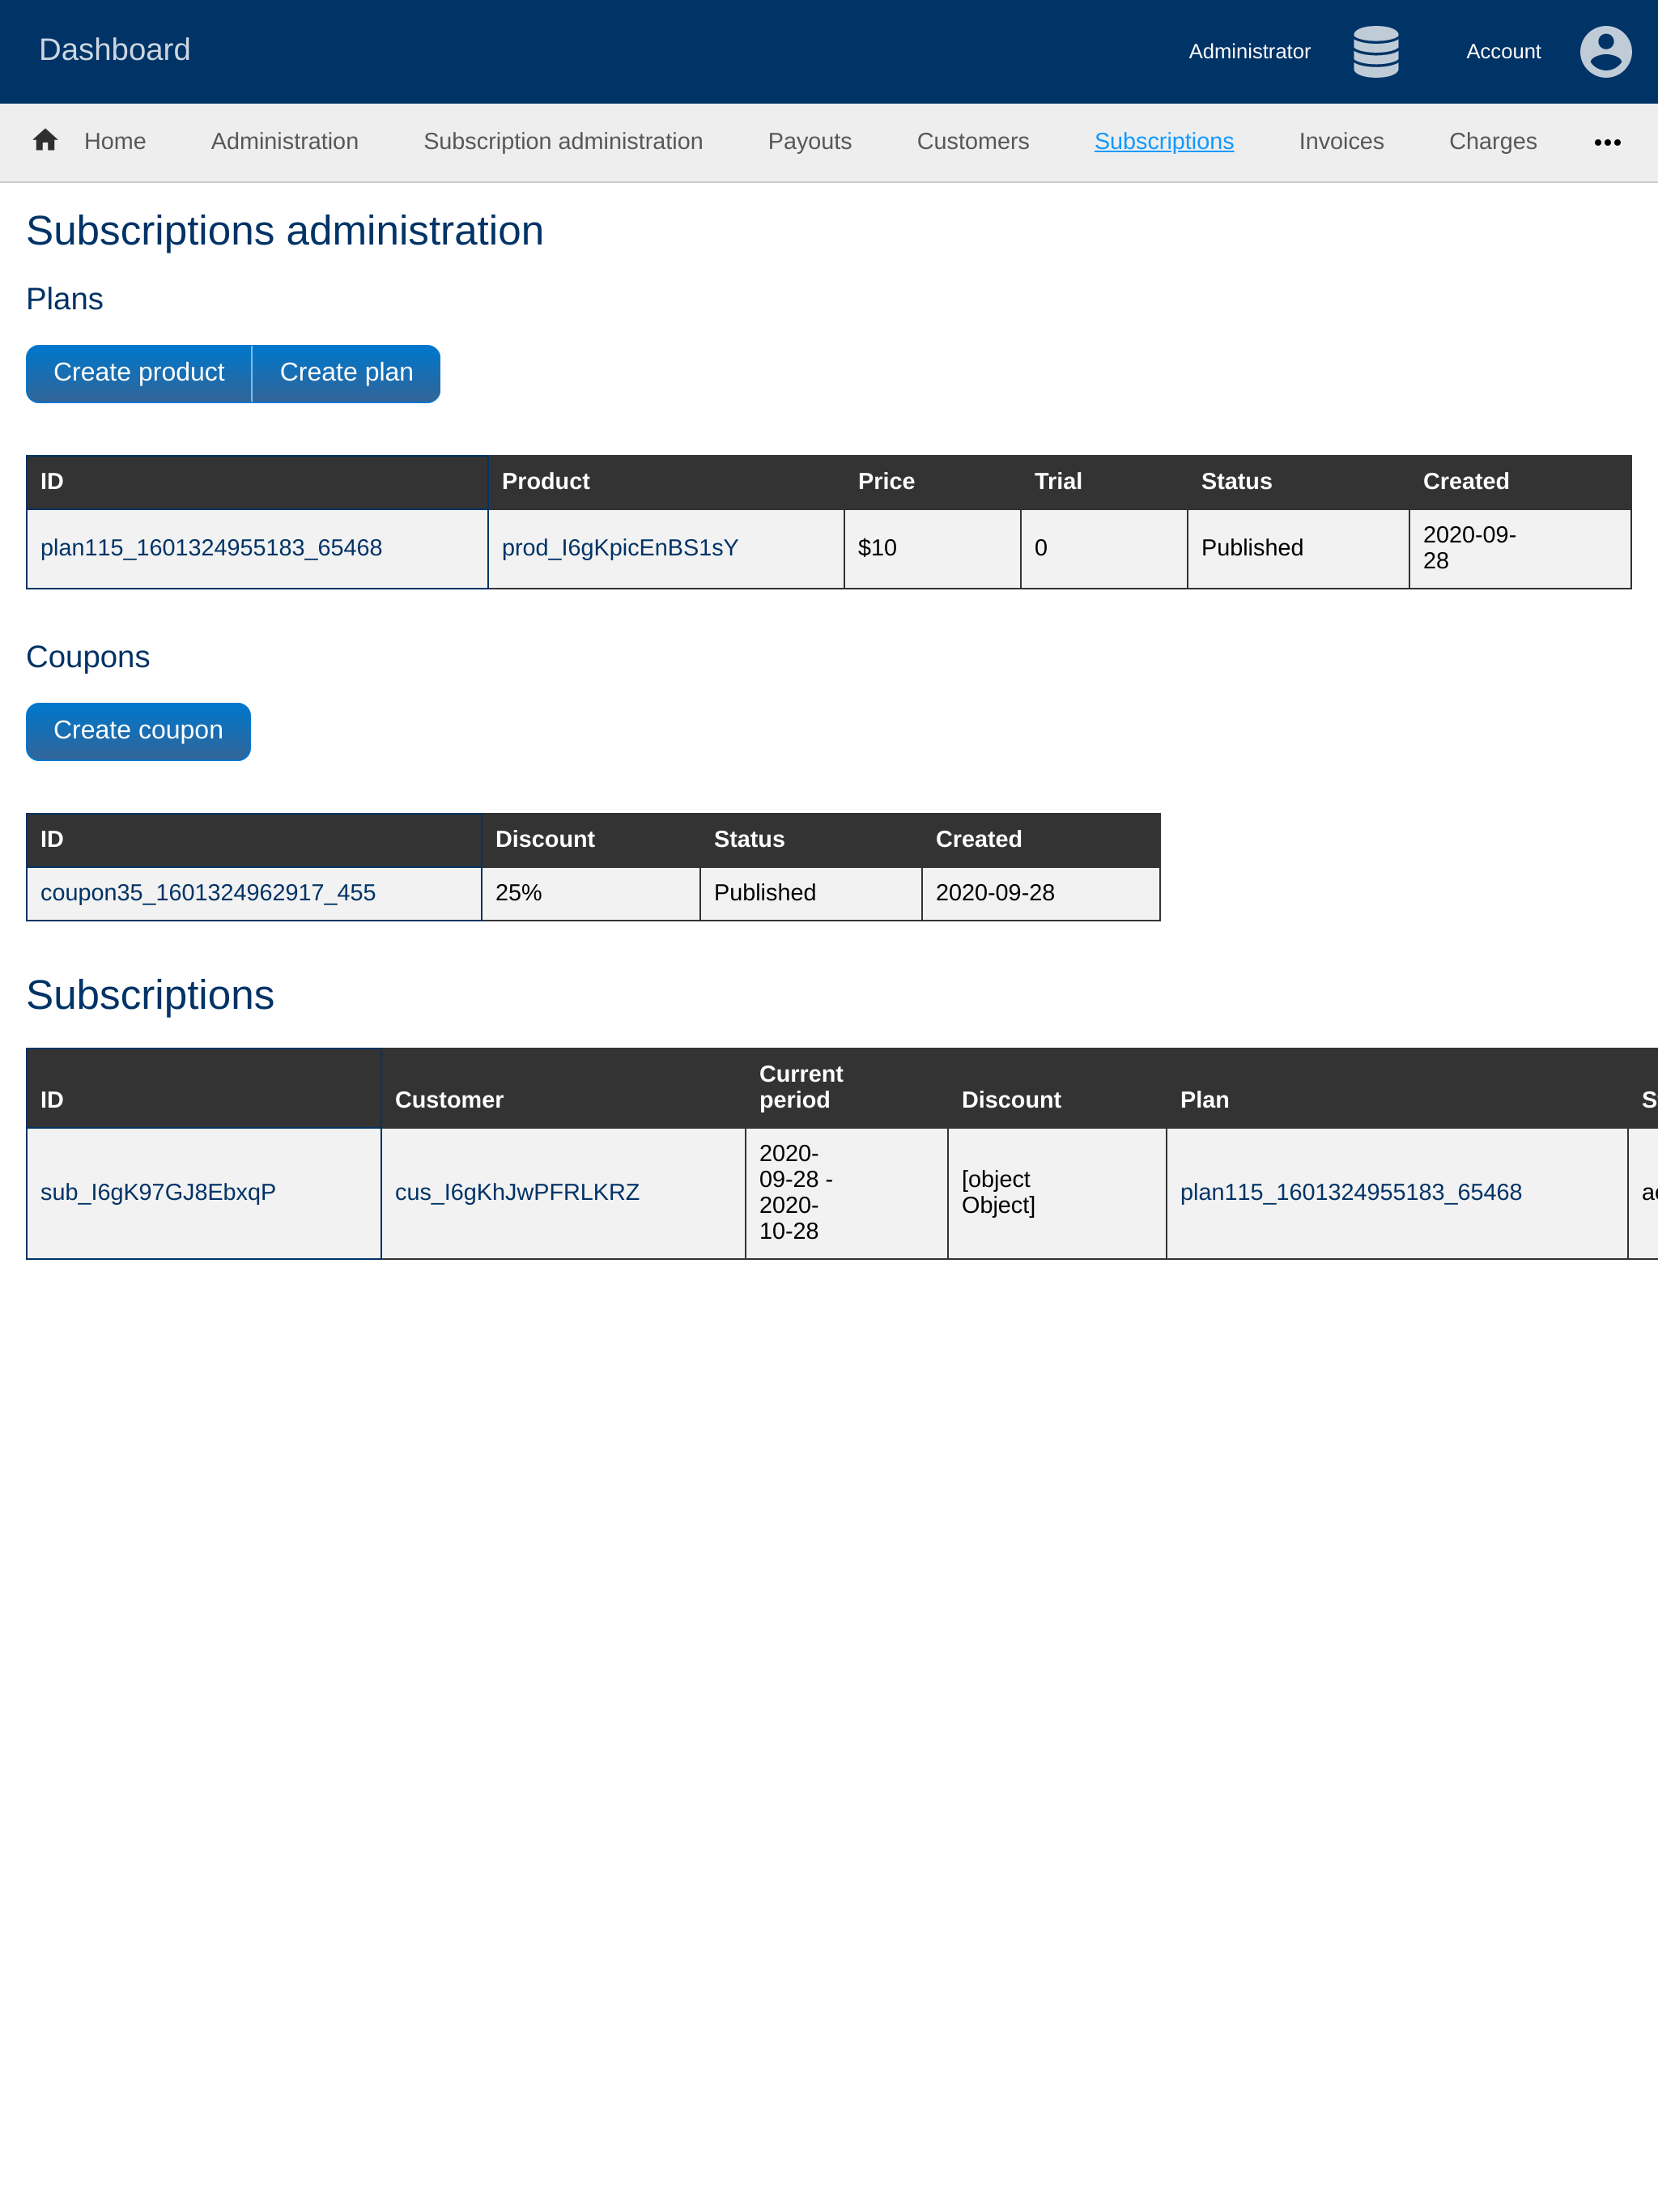 Dashboard
Administrator
Account
Home
Administration
Subscription administration
Payouts
Customers
Subscriptions
Invoices
Charges
Subscriptions administration
Plans
Create product
Create plan
ID Product Price Trial Status Created
plan115_1601324955183_65468 prod_I6gKpicEnBS1sY $10 0 Published 2020-09-
28
Coupons
Create coupon
ID Discount Status Created
coupon35_1601324962917_455 25% Published 2020-09-28
Subscriptions
ID Customer Current
period Discount Plan
sub_I6gK97GJ8EbxqP cus_I6gKhJwPFRLKRZ 2020-
09-28 -
2020-
10-28
[object
Object]
plan115_1601324955183_65468